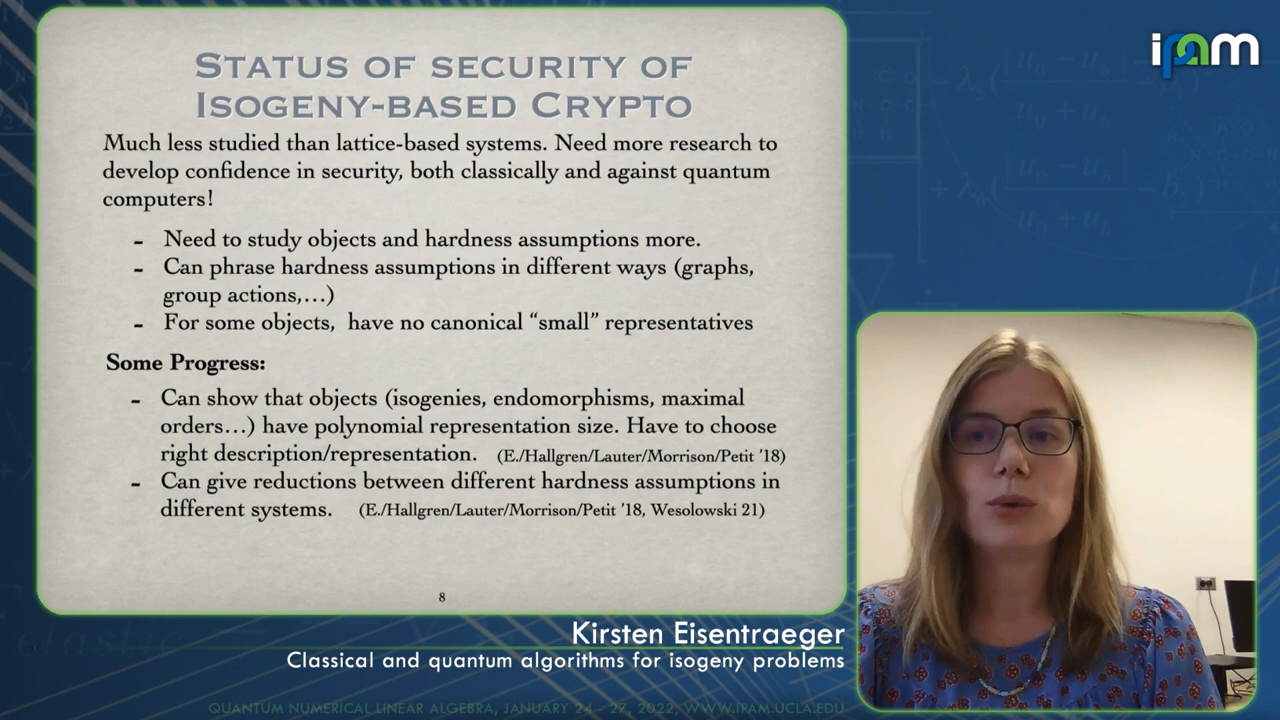 STATUS OF SECURITY OF
ISOGENY-BASED CRYPTO
Much less studied than lattice-based systems. Need more research to
develop confidence in security, both classically and against quantum
computers!
- Need to study objects and hardness assumptions more.
- Can phrase hardness assumptions in different ways (graphs,
group actions,…)
- For some objects, have no canonical “small” representatives
Some Progress:
- Can show that objects (isogenies, endomorphisms, maximal
orders…) have polynomial representation size. Have to choose
right description/representation. (E./Hallgren/Lauter/Morrison/Petit '18)
- Can give reductions between different hardness assumptions in
different systems. (E./Hallgren/Lauter/Morrison/Petit '18, Wesolowski 21)
8
ipam
Kirsten Eisentraeger
Classical and quantum algorithms for isogeny problems
QUANTUM NUMERICAL LINEAR ALGEBRA, JANUARY 24 - 27, 2022, WWW.IPAM.UCLA.EDU